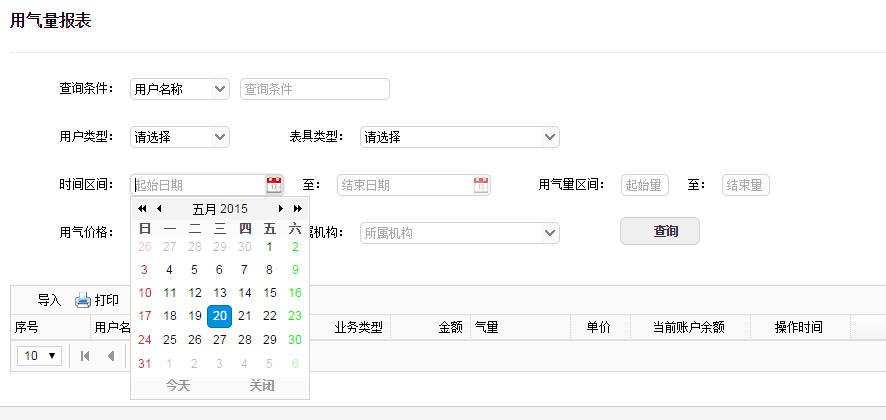 用气量报表
查询条件： 用户名称 查询条件
用户类型： 请选择 表具类型： 请选择
时间区间： 起始日期 至： 结束日期 用气量区间： 起始量 至： 结束量
五月 2015
日 一 二 三 四 五 六
26 27 28 29 30 1 2
3 4 5 6 7 8 9
10 11 12 13 14 15 16
17 18 19 20 21 22 23
24 25 26 27 28 29 30
31 1 2 3 4 5 6
今天 关闭
用气价格： 机构： 所属机构 查询
导入 打印
序号 用户名 业务类型 金额 气量 单价 当前账户余额 操作时间
10